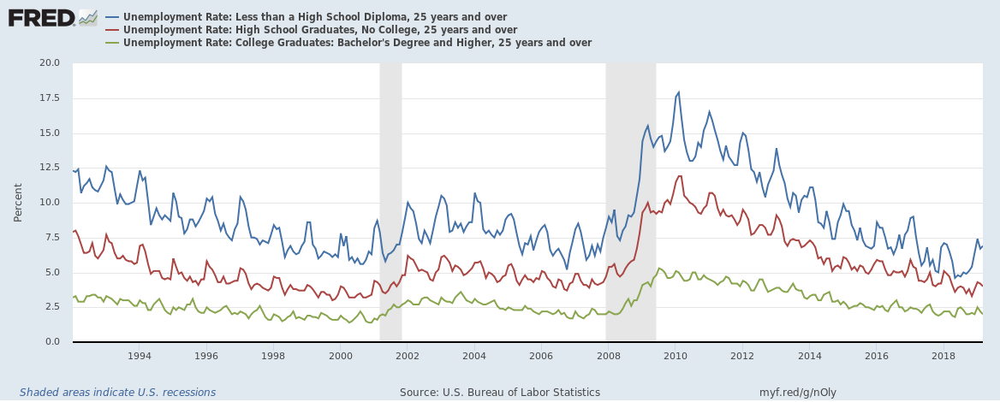 FRED
Unemployment Rate: Less than a High School Diploma, 25 years and over
Unemployment Rate: High School Graduates, No College, 25 years and over
Unemployment Rate: College Graduates: Bachelor's Degree and Higher, 25 years and over
20.0
17.5
15.0
12.5
10.0
7.5
5.0
2.5
0.0
Percent
1994 1996 1998 2000 2002 2004 2006 2008 2010 2012 2014 2016 2018
Shaded areas indicate U.S. recessions Source: U.S. Bureau of Labor Statistics myf.red/g/nOly